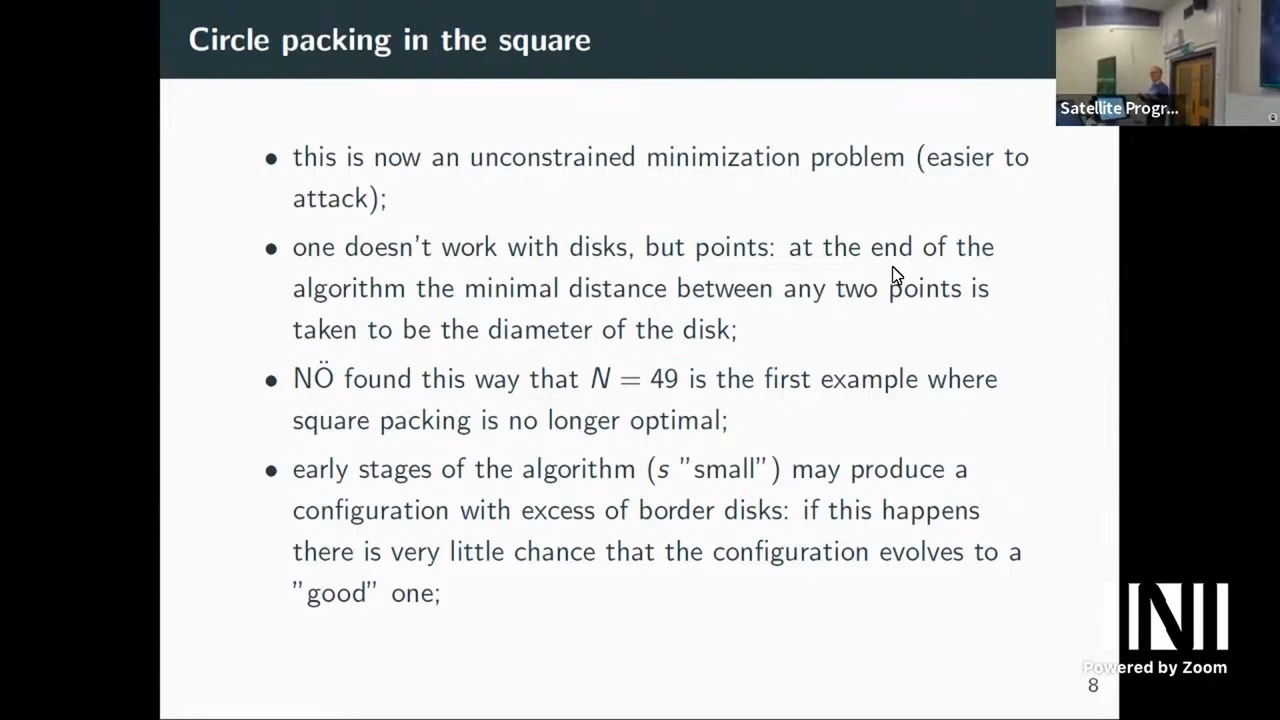 Circle packing in the square
Satellite Progr...
• this is now an unconstrained minimization problem (easier to
attack);
• one doesn't work with disks, but points: at the end of the
algorithm the minimal distance between any two points is
taken to be the diameter of the disk;
• NÖ found this way that N = 49 is the first example where
square packing is no longer optimal;
• early stages of the algorithm (s ”small”) may produce a
configuration with excess of border disks: if this happens
there is very little chance that the configuration evolves to a
”good” one;
Powered by Zoom
8